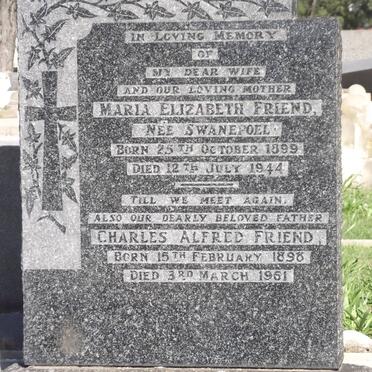 IN LOVING MEMORY
OF
MY DEAR WIFE
AND OUR LOVING MOTHER
MARIA ELIZABETH FRIEND,
NEE SWANEPOEL.
BORN 25TH OCTOBER 1899
DIED 12TH JULY 1944
TILL WE MEET AGAIN.
ALSO OUR DEARLY BELOVED FATHER
CHARLES ALFRED FRIEND,
BORN 15TH FEBRUARY 1898
DIED 3RD MARCH 1961